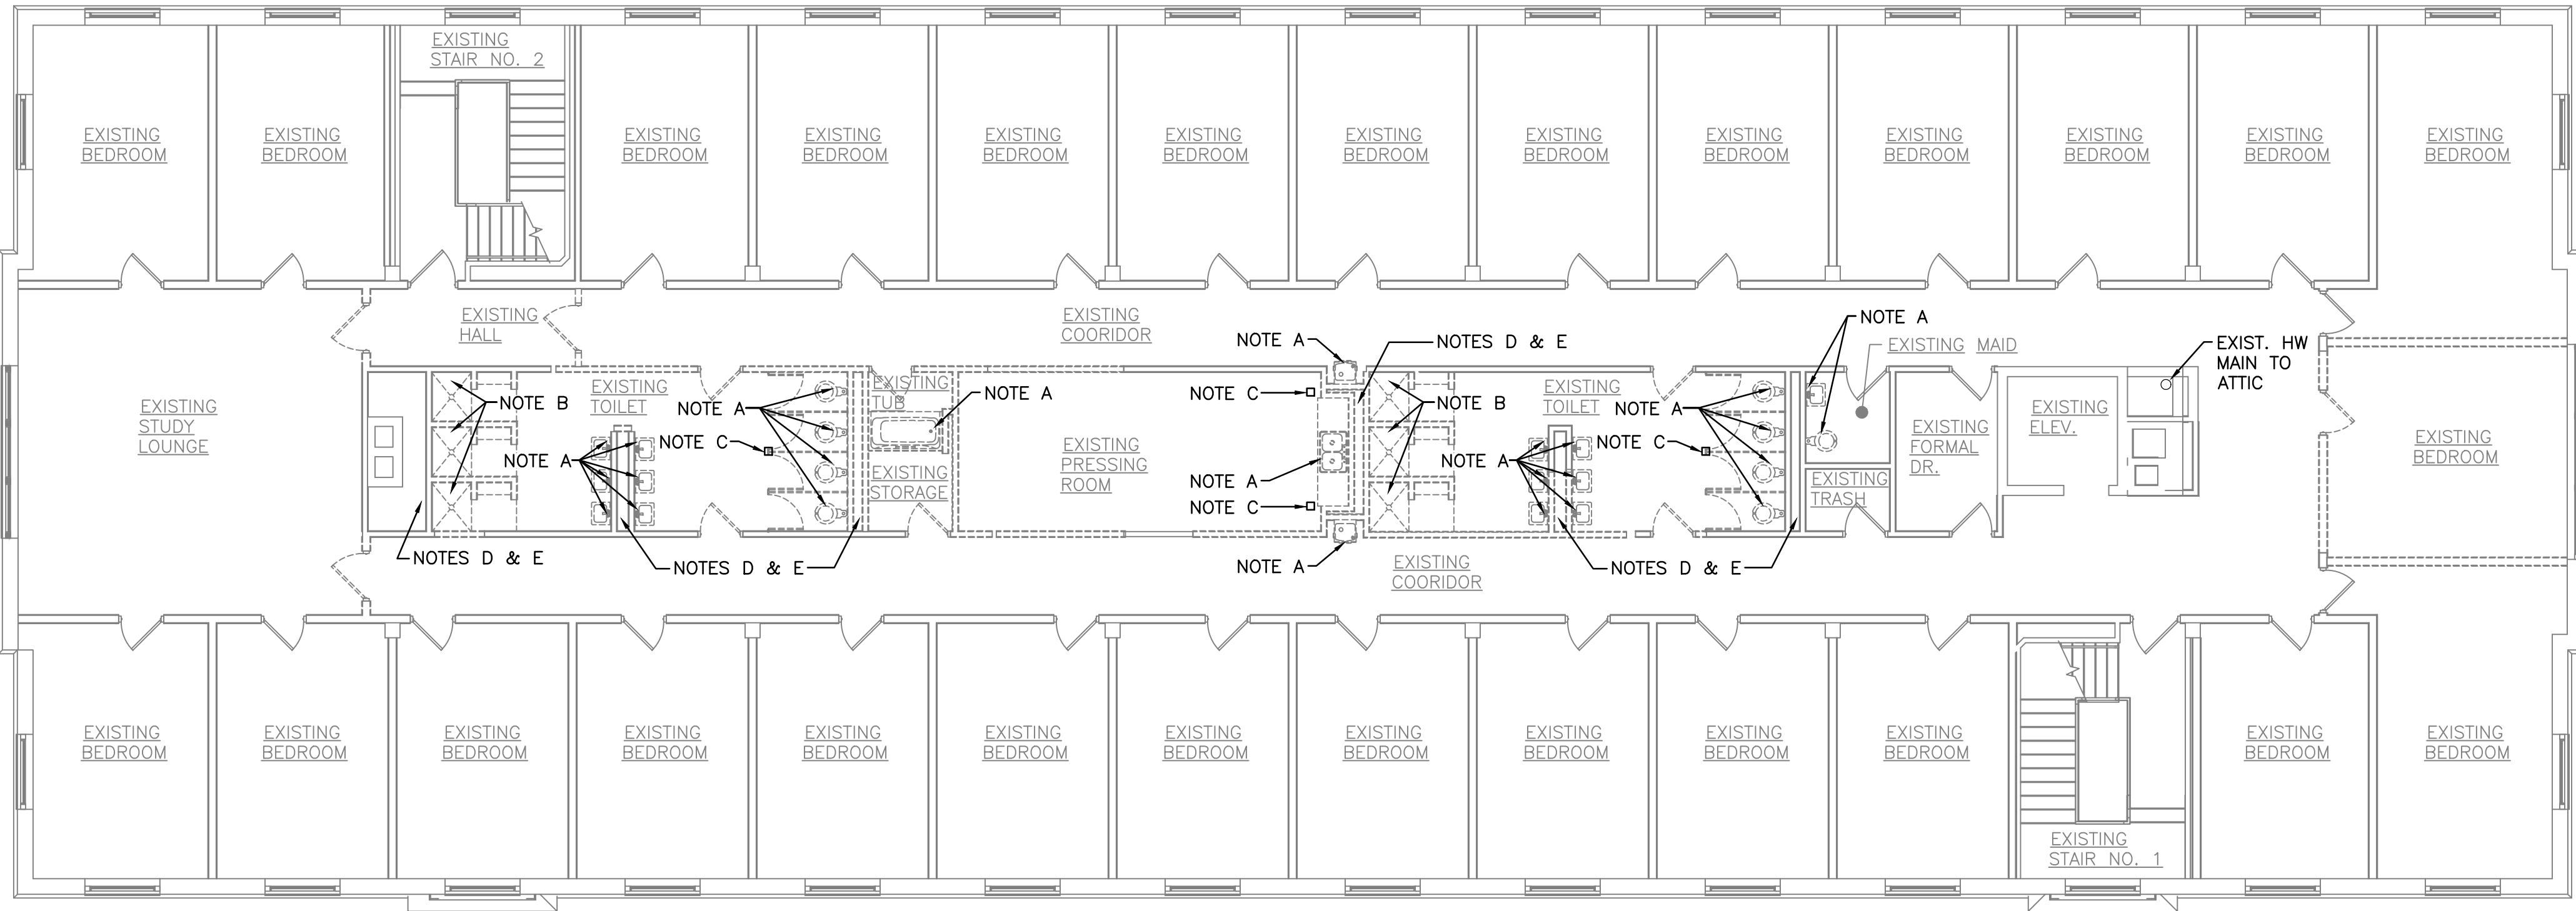 EXISTING
STAIR NO. 2
EXISTING
BEDROOM
EXISTING
BEDROOM
EXISTING
BEDROOM
EXISTING
BEDROOM
EXISTING
BEDROOM
EXISTING
BEDROOM
EXISTING
BEDROOM
EXISTING
BEDROOM
EXISTING
BEDROOM
EXISTING
BEDROOM
EXISTING
BEDROOM
EXISTING
BEDROOM
EXISTING
BEDROOM
EXISTING
HALL
EXISTING
COORIDOR
NOTE A
NOTES D & E
NOTE A
EXISTING MAID
EXIST. HW
MAIN TO
ATTIC
EXISTING
STUDY
LOUNGE
NOTE B
EXISTING
TOILET
NOTE A
NOTE C
NOTE A
EXISTING
TUB
NOTE A
EXISTING
STORAGE
EXISTING
PRESSING
ROOM
NOTE C
NOTE A
NOTE C
NOTE B
EXISTING
TOILET
NOTE A
NOTE C
NOTE A
EXISTING
TRASH
EXISTING
FORMAL
DR.
EXISTING
ELEV.
EXISTING
BEDROOM
NOTES D & E
NOTES D & E
NOTE A
EXISTING
COORIDOR
NOTES D & E
EXISTING
BEDROOM
EXISTING
BEDROOM
EXISTING
BEDROOM
EXISTING
BEDROOM
EXISTING
BEDROOM
EXISTING
BEDROOM
EXISTING
BEDROOM
EXISTING
BEDROOM
EXISTING
BEDROOM
EXISTING
BEDROOM
EXISTING
BEDROOM
EXISTING
BEDROOM
EXISTING
BEDROOM
EXISTING
STAIR NO. 1